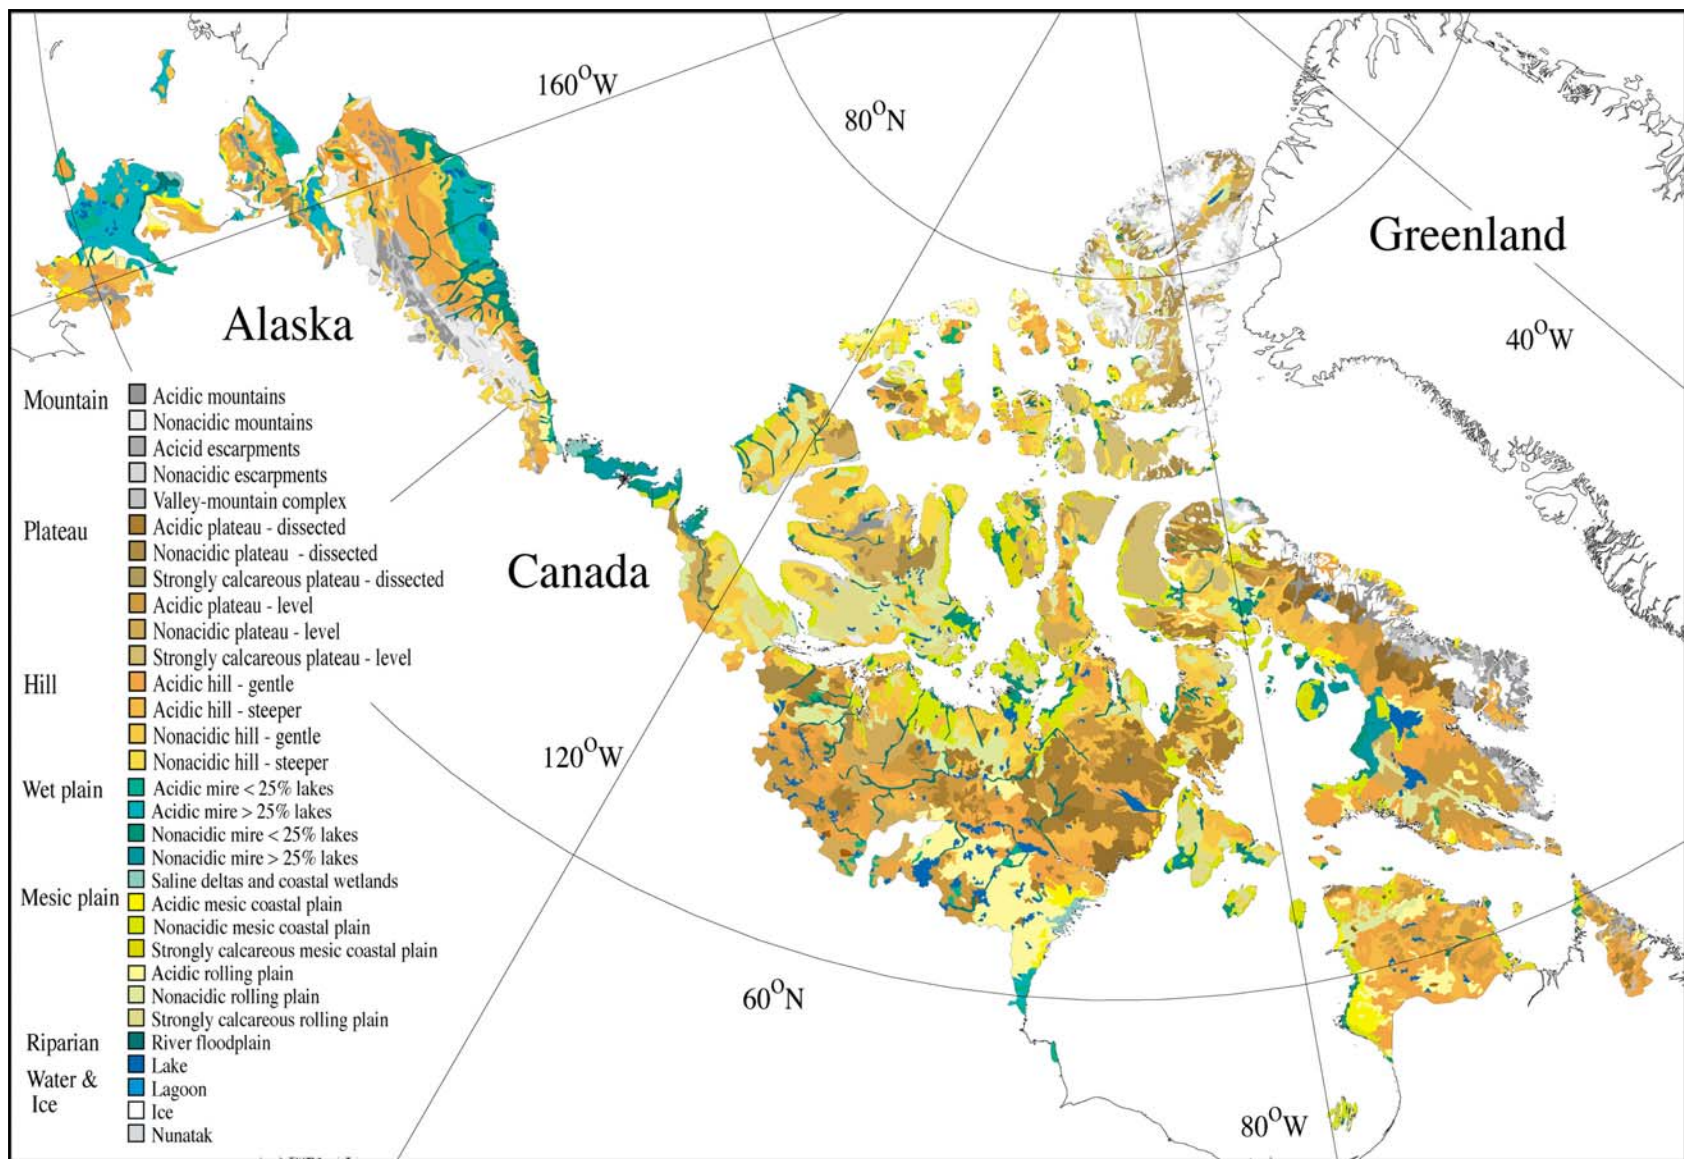 160°W
80°N
Greenland
40°W
Alaska
Canada
120°W
60°N
80°W
Mountain
Acidic mountains
Nonacidic mountains
Acicid escarpments
Nonacidic escarpments
Valley-mountain complex
Plateau
Acidic plateau - dissected
Nonacidic plateau - dissected
Strongly calcareous plateau - dissected
Acidic plateau - level
Nonacidic plateau - level
Strongly calcareous plateau - level
Hill
Acidic hill - gentle
Acidic hill - steeper
Nonacidic hill - gentle
Nonacidic hill - steeper
Wet plain
Acidic mire < 25% lakes
Acidic mire > 25% lakes
Nonacidic mire < 25% lakes
Nonacidic mire > 25% lakes
Saline deltas and coastal wetlands
Mesic plain
Acidic mesic coastal plain
Nonacidic mesic coastal plain
Strongly calcareous mesic coastal plain
Acidic rolling plain
Nonacidic rolling plain
Strongly calcareous rolling plain
Riparian
River floodplain
Water &
Ice
Lake
Lagoon
Ice
Nunatak